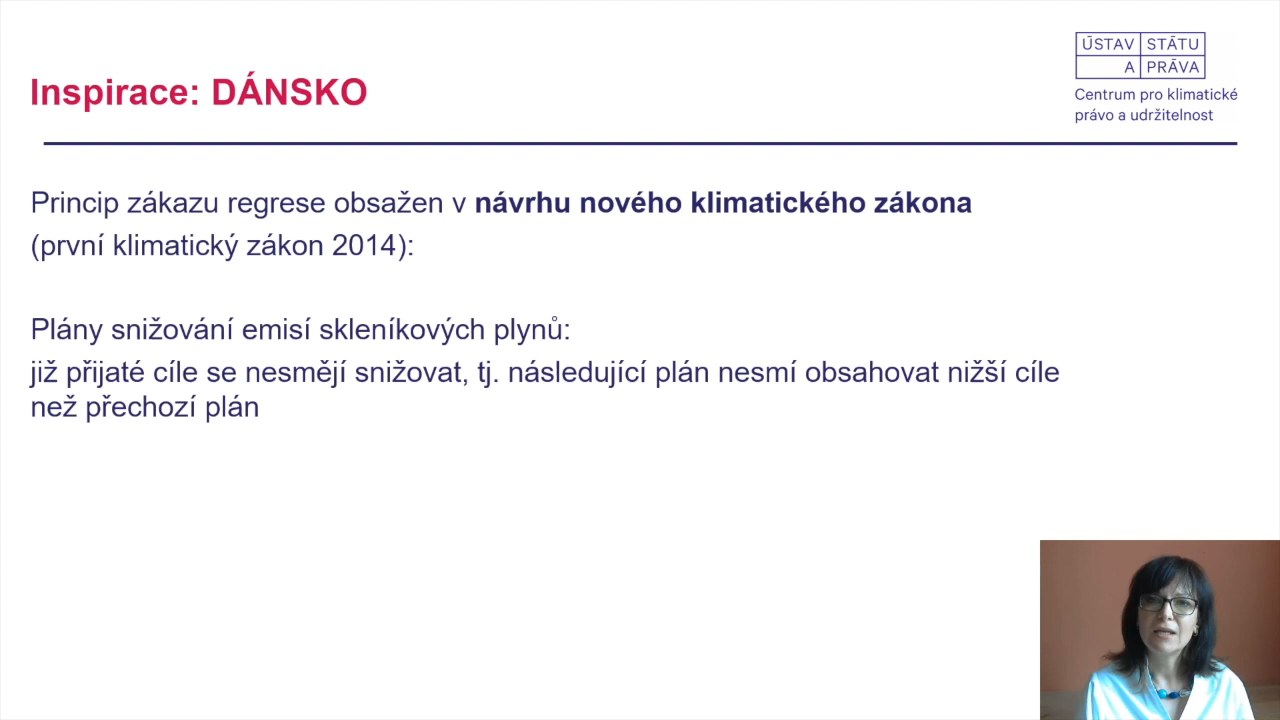 ÚSTAV STÁTU
A PRÁVA
Centrum pro klimatické
právo a udržitelnost
Inspirace: DÁNSKO
Princip zákazu regrese obsažen v návrhu nového klimatického zákona
(první klimatický zákon 2014):
Plány snižování emisí skleníkových plynů:
již přijaté cíle se nesmějí snižovat, tj. následující plán nesmí obsahovat nižší cíle
než přechozí plán